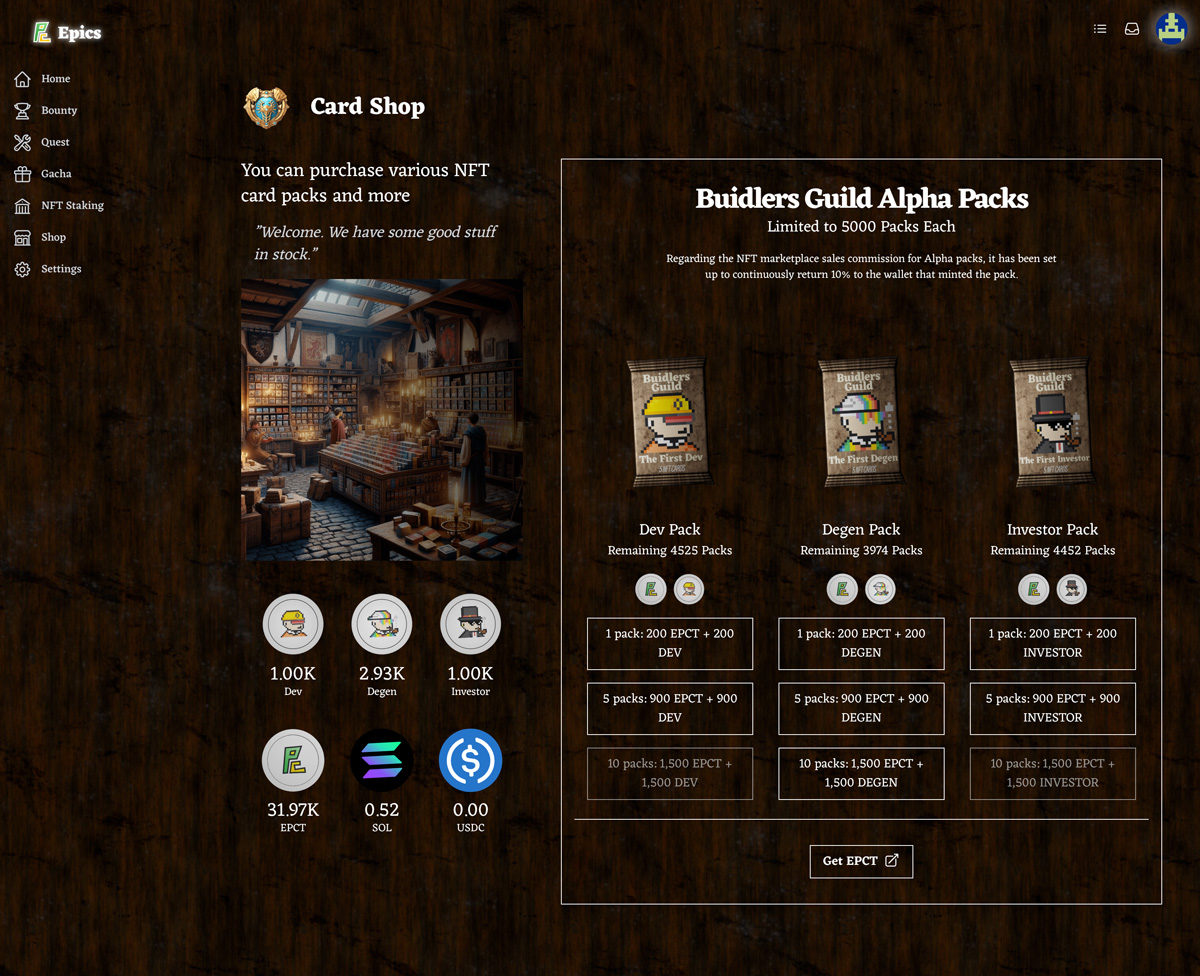 Epics
Home
Bounty
Quest
Gacha
NFT Staking
Shop
Settings
Card Shop
You can purchase various NFT
card packs and more
”Welcome. We have some good stuff
in stock.”
1.00K
Dev
2.93K
Degen
1.00K
Investor
31.97K
EPCT
0.52
SOL
0.00
USDC
Buidlers Guild Alpha Packs
Limited to 5000 Packs Each
Regarding the NFT marketplace sales commission for Alpha packs, it has been set
up to continuously return 10% to the wallet that minted the pack.
Buidlers
Guild
The First Dev
5 NFT CARDS
Dev Pack
Remaining 4525 Packs
1 pack: 200 EPCT + 200
DEV
5 packs: 900 EPCT + 900
DEV
10 packs: 1,500 EPCT +
1,500 DEV
Buidlers
Guild
The First Degen
5 NFT CARDS
Degen Pack
Remaining 3974 Packs
1 pack: 200 EPCT + 200
DEGEN
5 packs: 900 EPCT + 900
DEGEN
10 packs: 1,500 EPCT +
1,500 DEGEN
Buidlers
Guild
The First Investor
5 NFT CARDS
Investor Pack
Remaining 4452 Packs
1 pack: 200 EPCT + 200
INVESTOR
5 packs: 900 EPCT + 900
INVESTOR
10 packs: 1,500 EPCT +
1,500 INVESTOR
Get EPCT